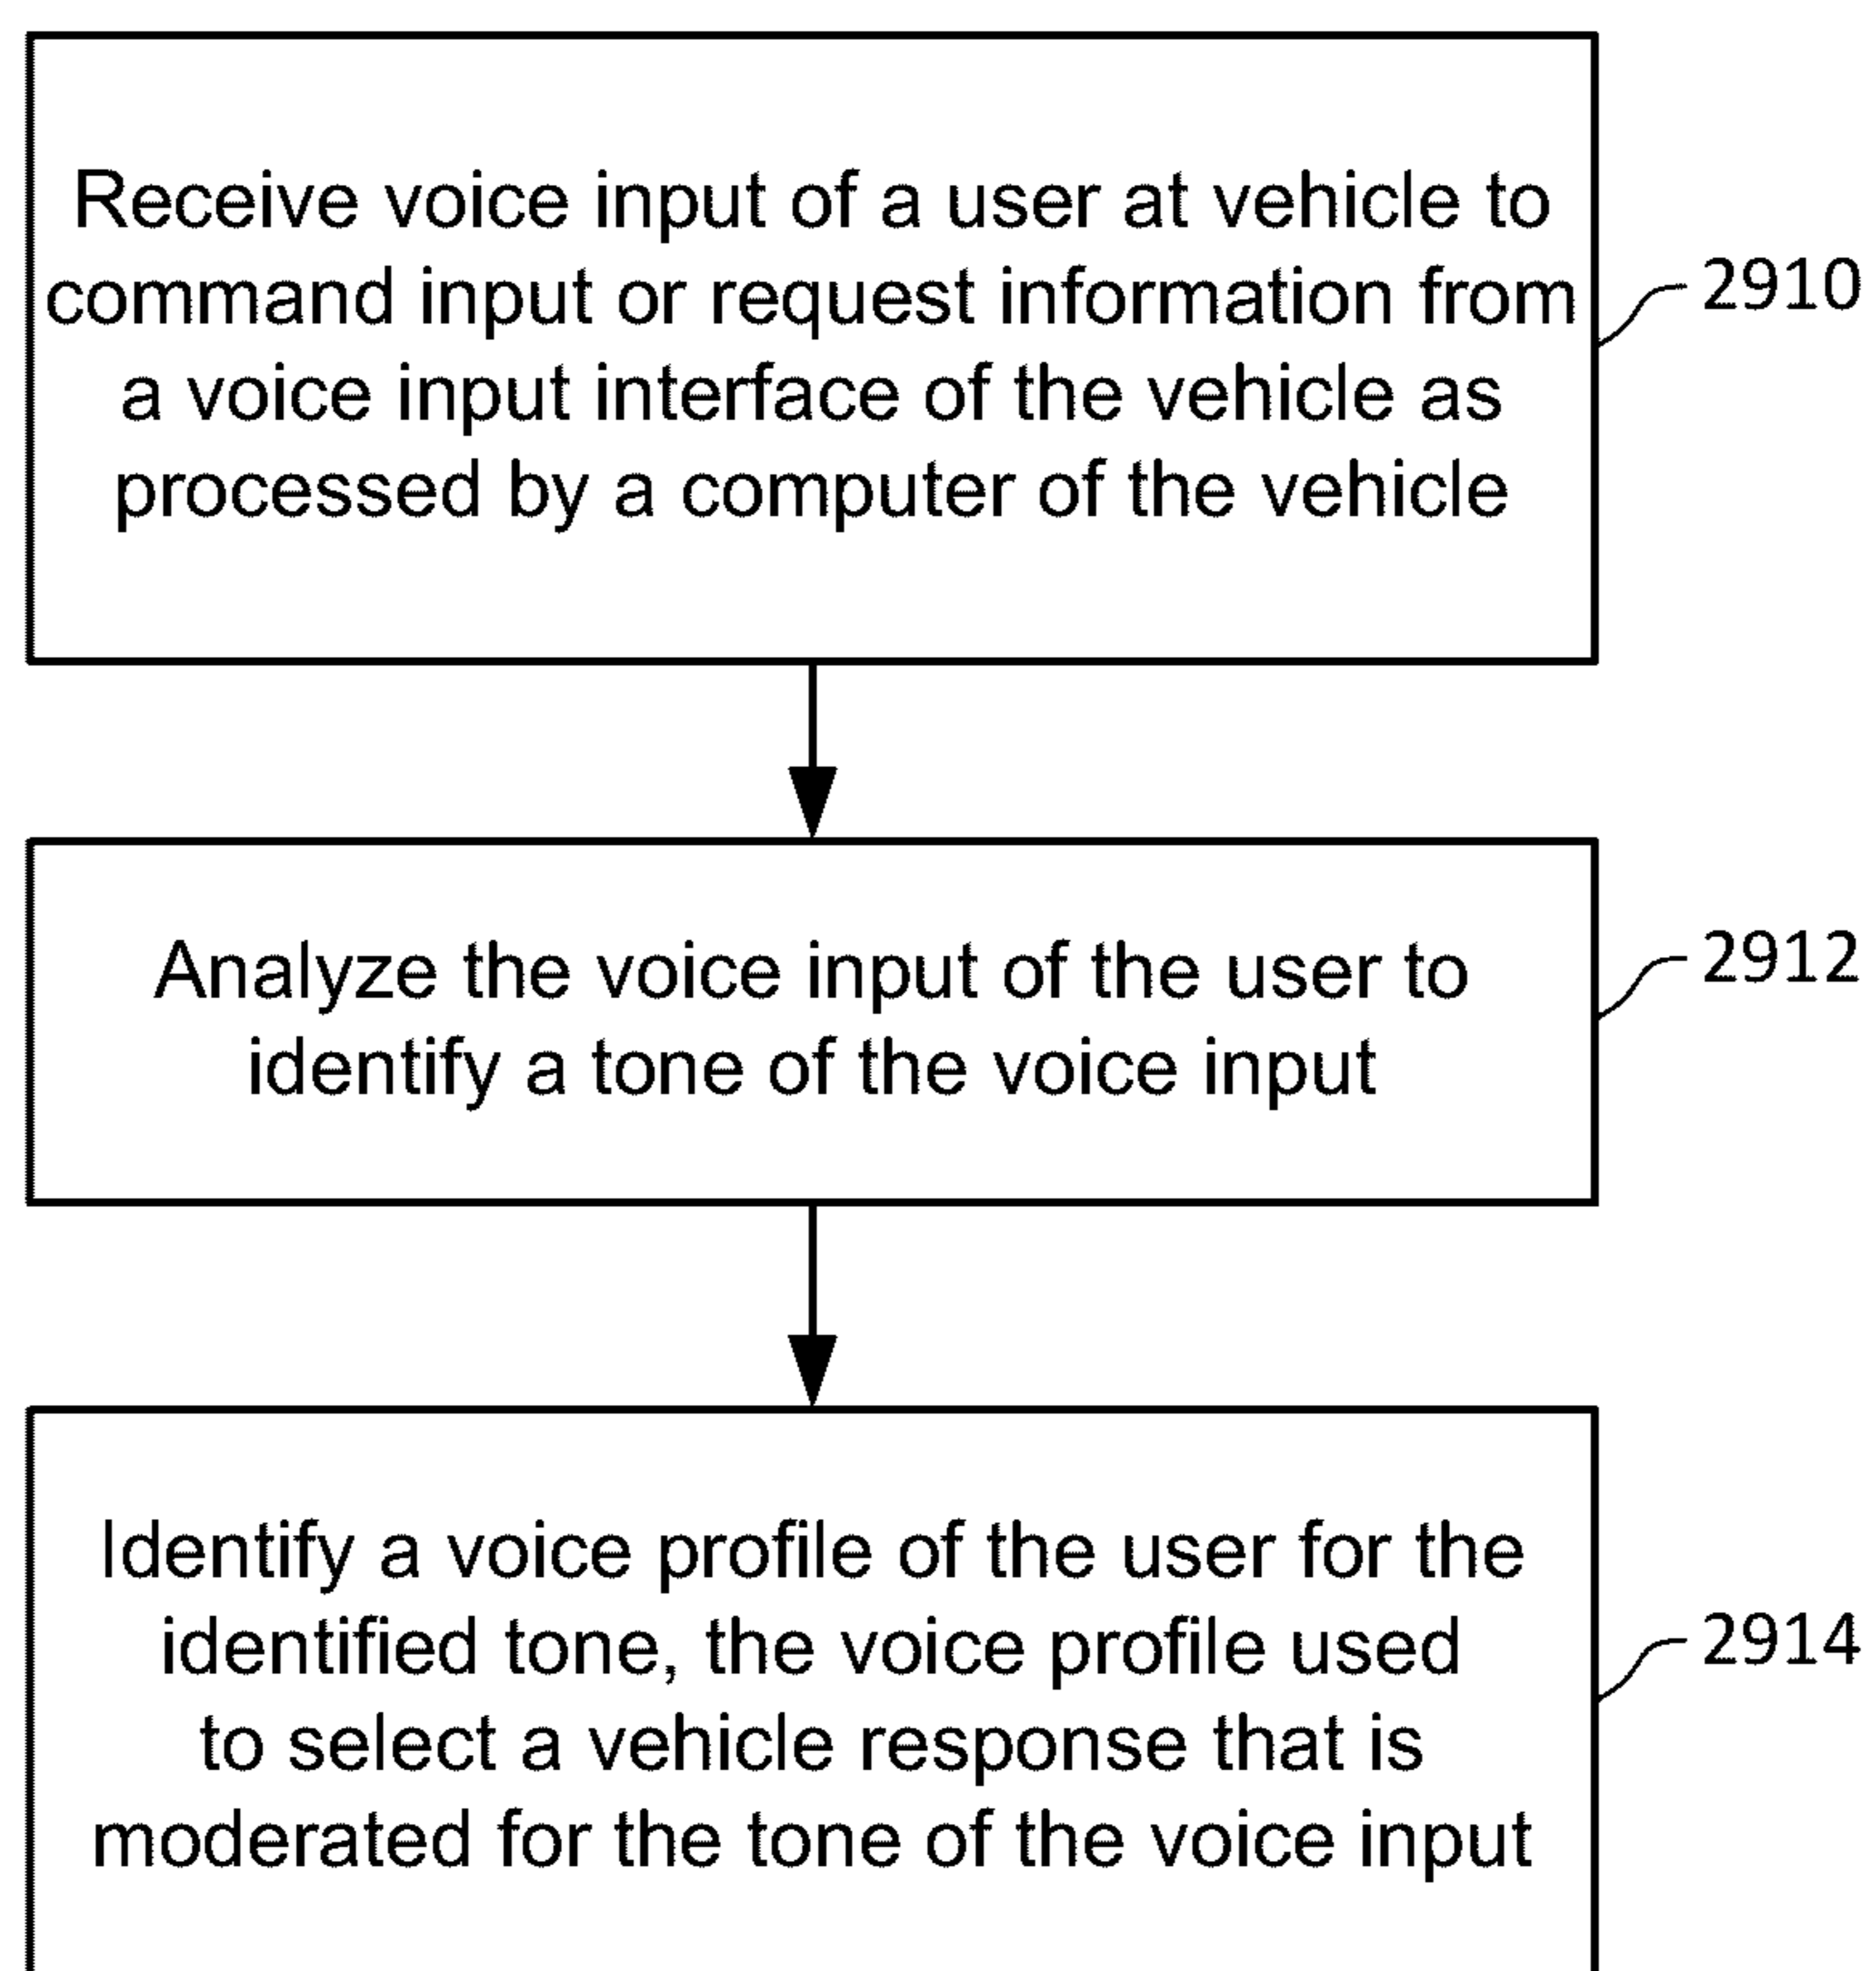 Receive voice input of a user at vehicle to
command input or request information from
a voice input interface of the vehicle as
processed by a computer of the vehicle
2910
Analyze the voice input of the user to
identify a tone of the voice input
2912
Identify a voice profile of the user for the
identified tone, the voice profile used
to select a vehicle response that is
moderated for the tone of the voice input
2914